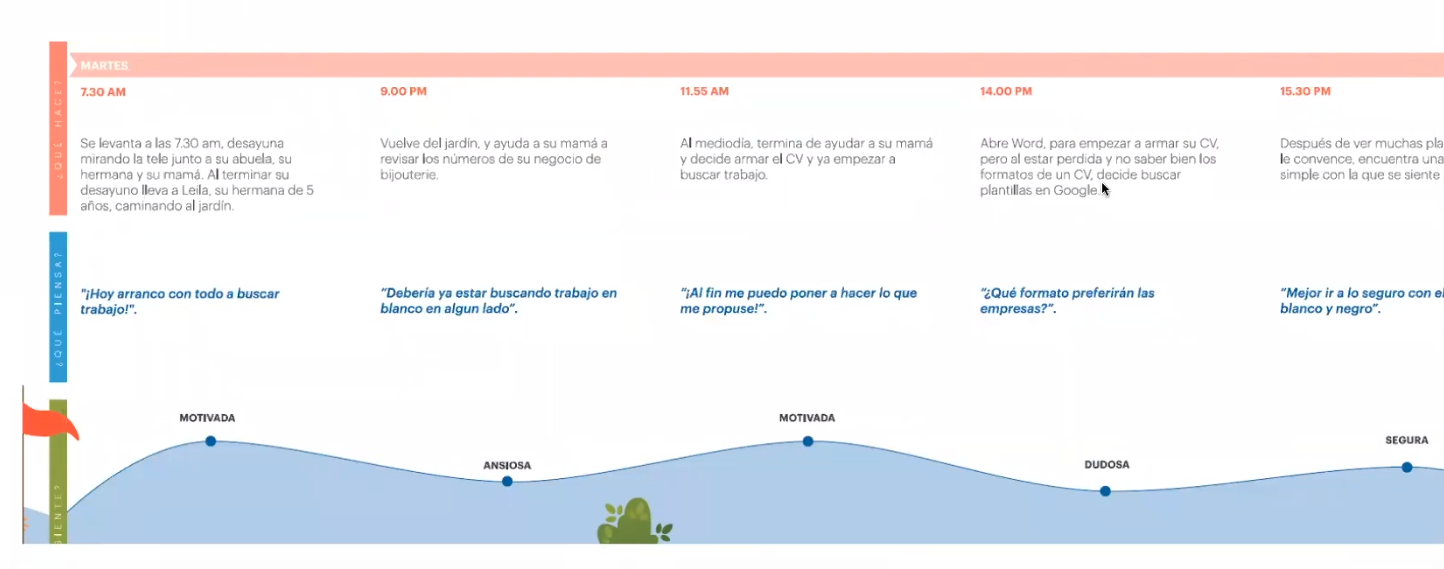 MARTES
¿QUÉ HACE?
7.30 AM
Se levanta a las 7.30 am, desayuna
mirando la tele junto a su abuela, su
hermana y su mamá. Al terminar su
desayuno lleva a Leila, su hermana de 5
años, caminando al jardín.
9.00 PM
Vuelve del jardín, y ayuda a su mamá a
revisar los números de su negocio de
bijouterie.
11.55 AM
Al mediodía, termina de ayudar a su mamá
y decide armar el CV y ya empezar a
buscar trabajo.
14.00 PM
Abre Word, para empezar a armar su CV,
pero al estar perdida y no saber bien los
formatos de un CV, decide buscar
plantillas en Google.
15.30 PM
Después de ver muchas pla
le convence, encuentra una
simple con la que se siente
¿QUÉ PIENSA?
"¡Hoy arranco con todo a buscar
trabajo!".
“Debería ya estar buscando trabajo en
blanco en algun lado”.
“¡Al fin me puedo poner a hacer lo que
me propuse!”.
“¿Qué formato preferirán las
empresas?”.
“Mejor ir a lo seguro con el
blanco y negro”.
SIENTE?
MOTIVADA
ANSIOSA
MOTIVADA
DUDOSA
SEGURA